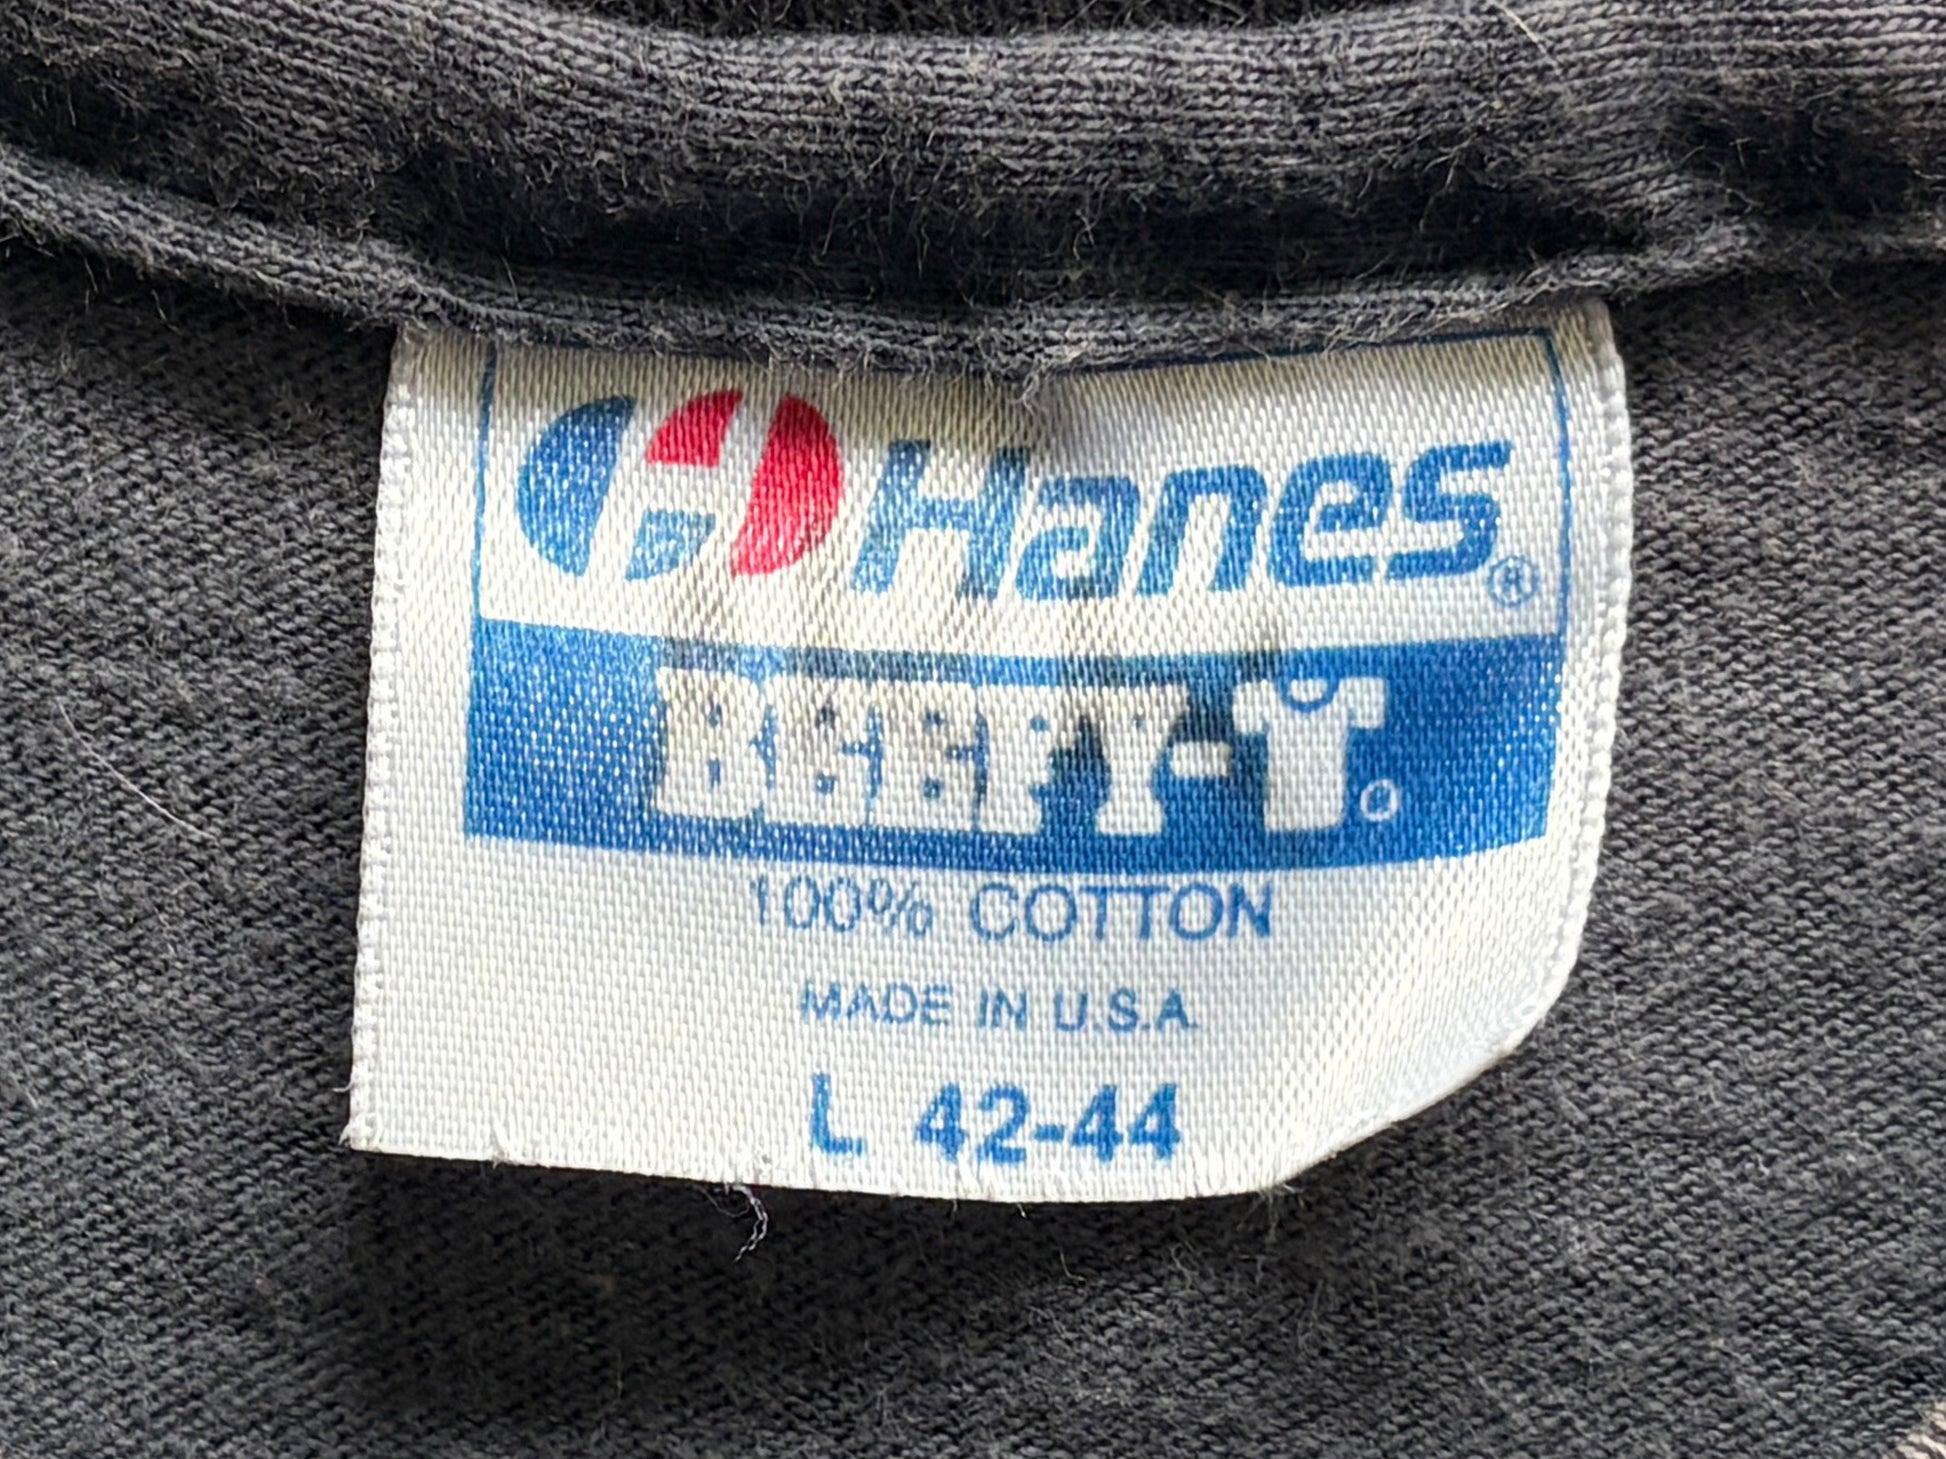 Hanes®
BEEFY-T®
100% COTTON
MADE IN U.S.A.
L 42-44